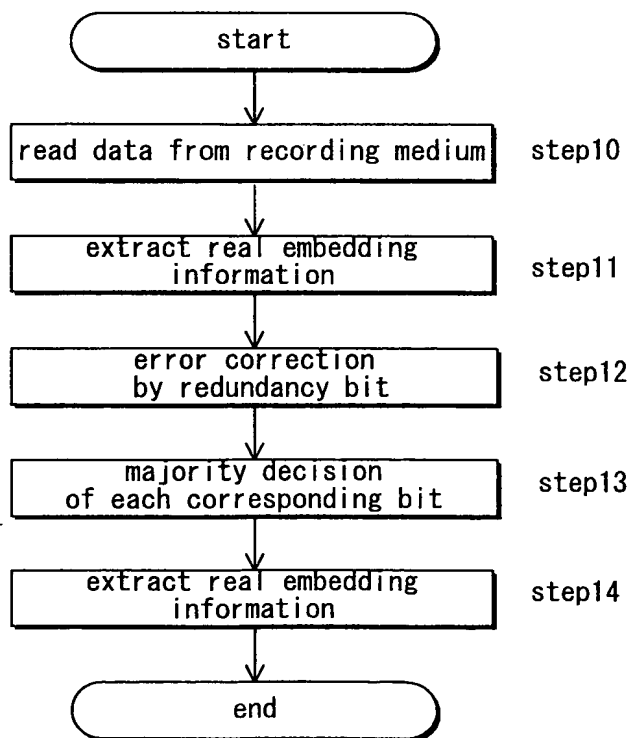 start
read data from recording medium
step10
extract real embedding
information
step11
error correction
by redundancy bit
step12
majority decision
of each corresponding bit
step13
extract real embedding
information
step14
end